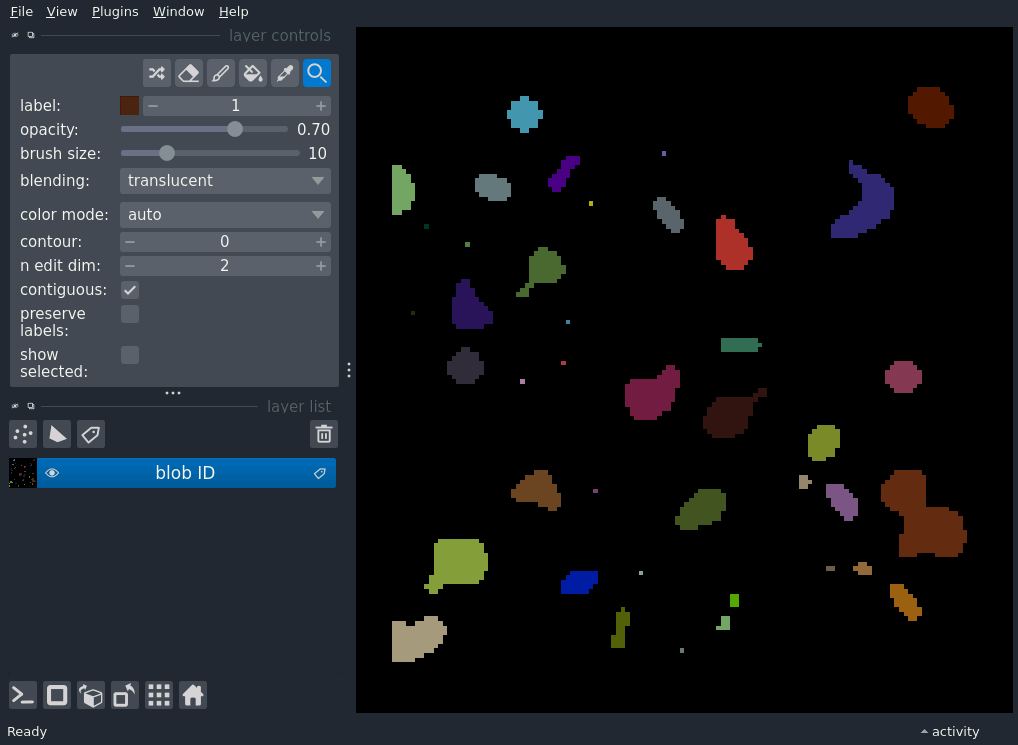 File View Plugins Window Help
layer controls
label: 1
opacity: 0.70
brush size: 10
blending: translucent
color mode: auto
contour: 0
n edit dim: 2
contiguous:
preserve
labels:
show
selected:
layer list
blob ID
Ready
activity